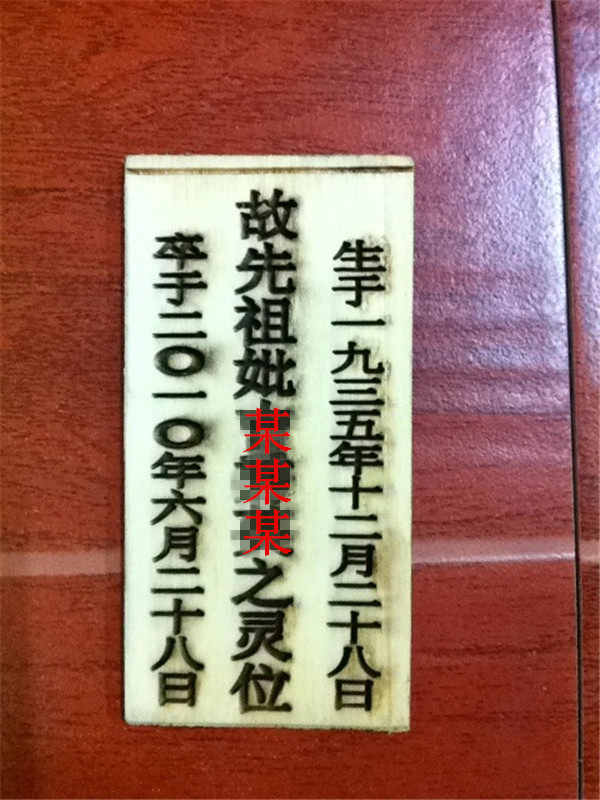 生于一九三五年十二月二十八日
故先祖妣某某某之灵位
卒于二〇一〇年六月二十八日